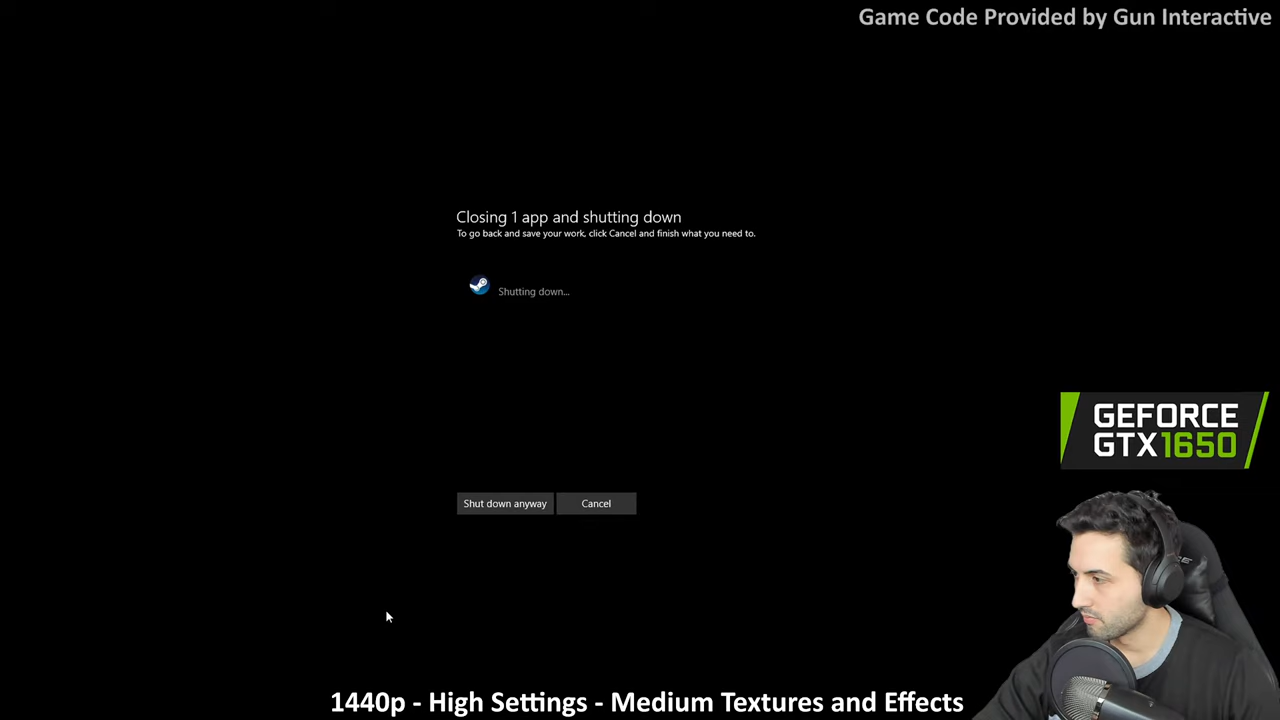 Game Code Provided by Gun Interactive
Closing 1 app and shutting down
To go back and save your work, click Cancel and finish what you need to.
Shutting down...
GEFORCE
GTX1650
Shut down anyway
Cancel
1440p - High Settings - Medium Textures and Effects